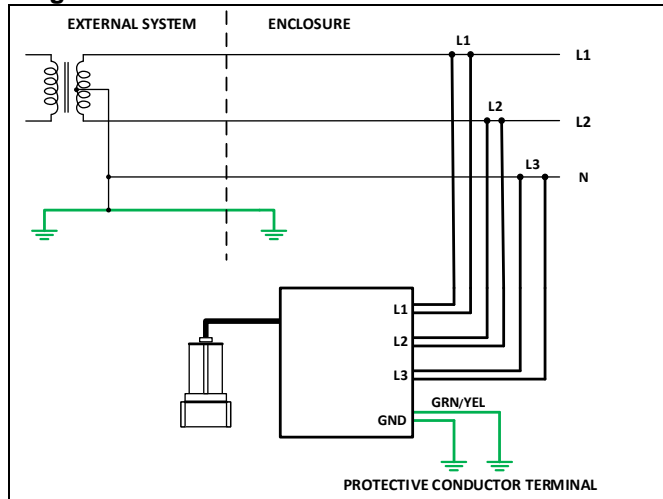 EXTERNAL SYSTEM ENCLOSURE
L1
L1
L2
L2
L3
N
L1
L2
L3
GRN/YEL
GND
PROTECTIVE CONDUCTOR TERMINAL